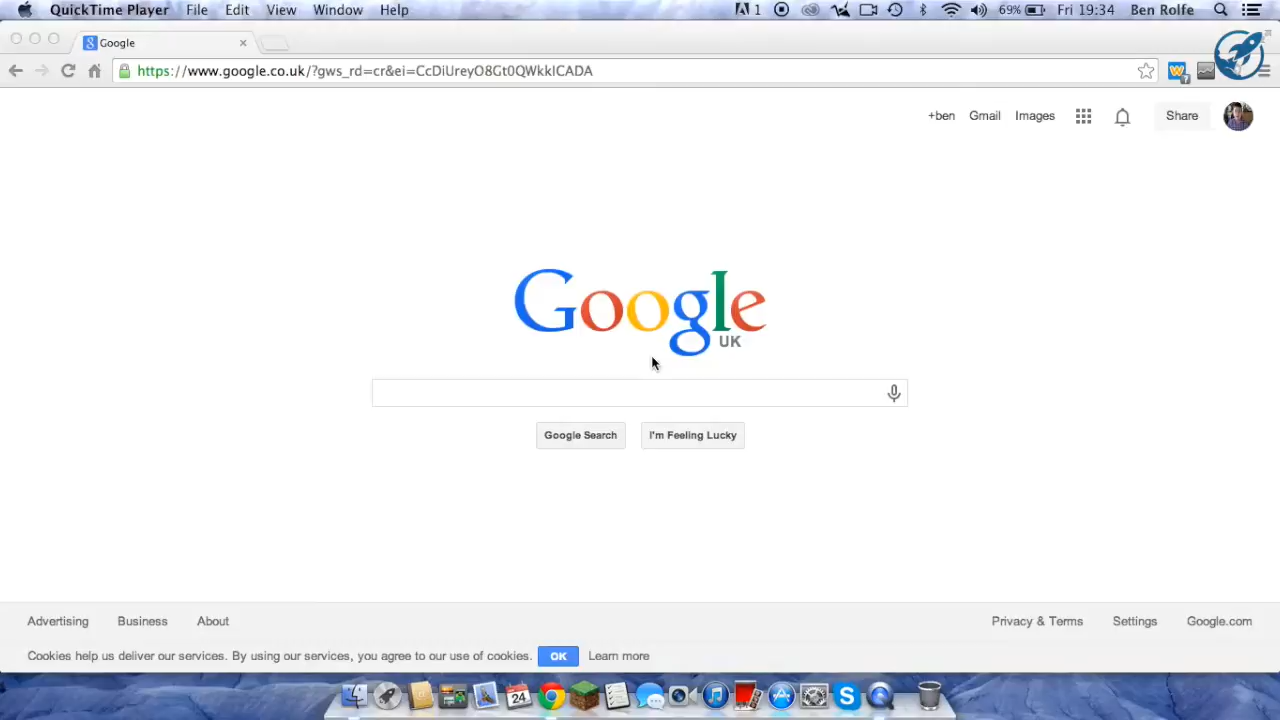 QuickTime Player File Edit View Window Help 1 69% Fri 19:34 Ben Rolfe
Google
https://www.google.co.uk/?gws_rd=cr&ei=CcDiUreyO8Gt0QWkklCADA
+ben Gmail Images Share
Google
UK
Google Search I'm Feeling Lucky
Advertising Business About Privacy & Terms Settings Google.com
Cookies help us deliver our services. By using our services, you agree to our use of cookies. OK Learn more
24